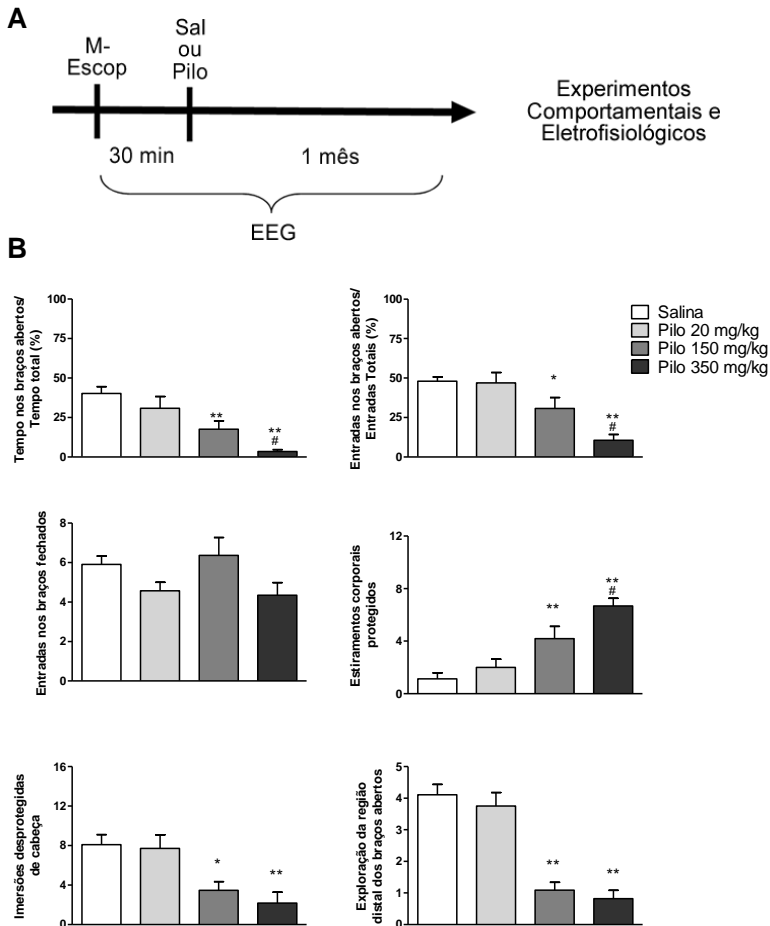 A
M-
Escop
Sal
ou
Pilo
30 min
1 mês
EEG
Experimentos
Comportamentais e
Eletrofisiológicos
B
Tempo nos braços abertos/
Tempo total (%)
100
75
50
25
0
**
**
#
Entradas nos braços abertos/
Entradas Totais (%)
100
75
50
25
0
*
**
#
Salina
Pilo 20 mg/kg
Pilo 150 mg/kg
Pilo 350 mg/kg
Entradas nos braços fechados
8
6
4
2
0
Estiramentos corporais
protegidos
12
8
4
0
**
**
#
Imersões desprotegidas
de cabeça
16
12
8
4
0
*
**
Exploração da região
distal dos braços abertos
5
4
3
2
1
0
**
**